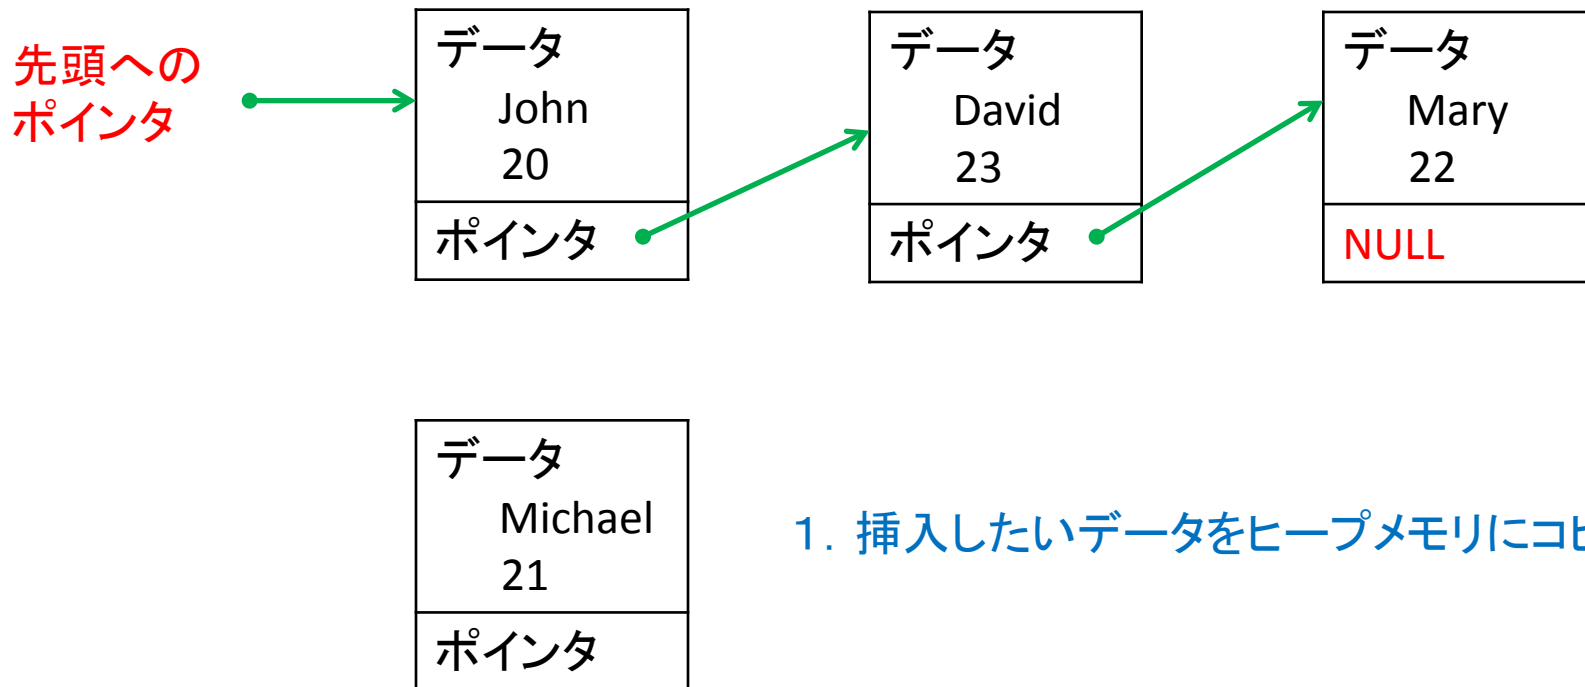 先頭への
ポインタ
データ
John
20
ポインタ
データ
David
23
ポインタ
データ
Mary
22
NULL
データ
Michael
21
ポインタ
１．挿入したいデータをヒープメモリにコ